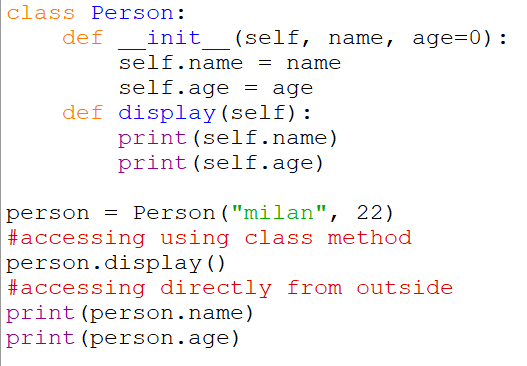 class Person:
    def __init__(self, name, age=0):
        self.name = name
        self.age = age
    def display(self):
        print(self.name)
        print(self.age)

person = Person("milan", 22)
#accessing using class method
person.display()
#accessing directly from outside
print(person.name)
print(person.age)